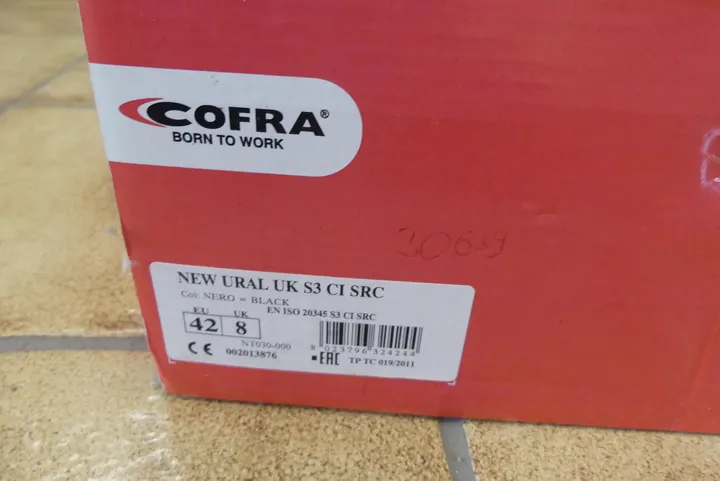 COFRA®
BORN TO WORK
NEW URAL UK S3 CI SRC
Col: NERO = BLACK
EN ISO 20345 S3 CI SRC
EU UK
42 8
NT030-000
CE 002013876
8 023796 324244
EAC TP TC 019/2011